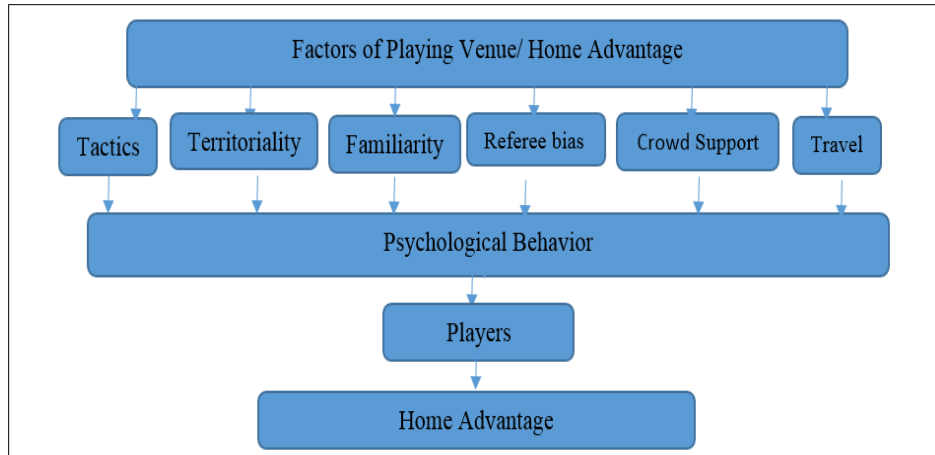 Factors of Playing Venue/ Home Advantage
Tactics
Territoriality
Familiarity
Referee bias
Crowd Support
Travel
Psychological Behavior
Players
Home Advantage